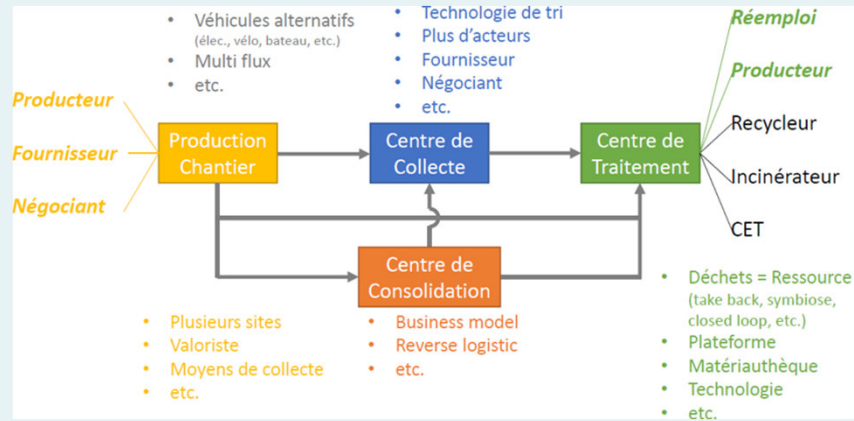 • Véhicules alternatifs
(élec., vélo, bateau, etc.)
• Multi flux
• etc.
• Technologie de tri
• Plus d'acteurs
• Fournisseur
• Négociant
• etc.
Réemploi
Producteur
Recycleur
Incinérateur
CET
Producteur
Fournisseur
Négociant
Production
Chantier
Centre de
Collecte
Centre de
Traitement
Centre de
Consolidation
• Plusieurs sites
• Valoriste
• Moyens de collecte
• etc.
• Business model
• Reverse logistic
• etc.
• Déchets = Ressource
(take back, symbiose,
closed loop, etc.)
• Plateforme
• Matériauthèque
• Technologie
• etc.